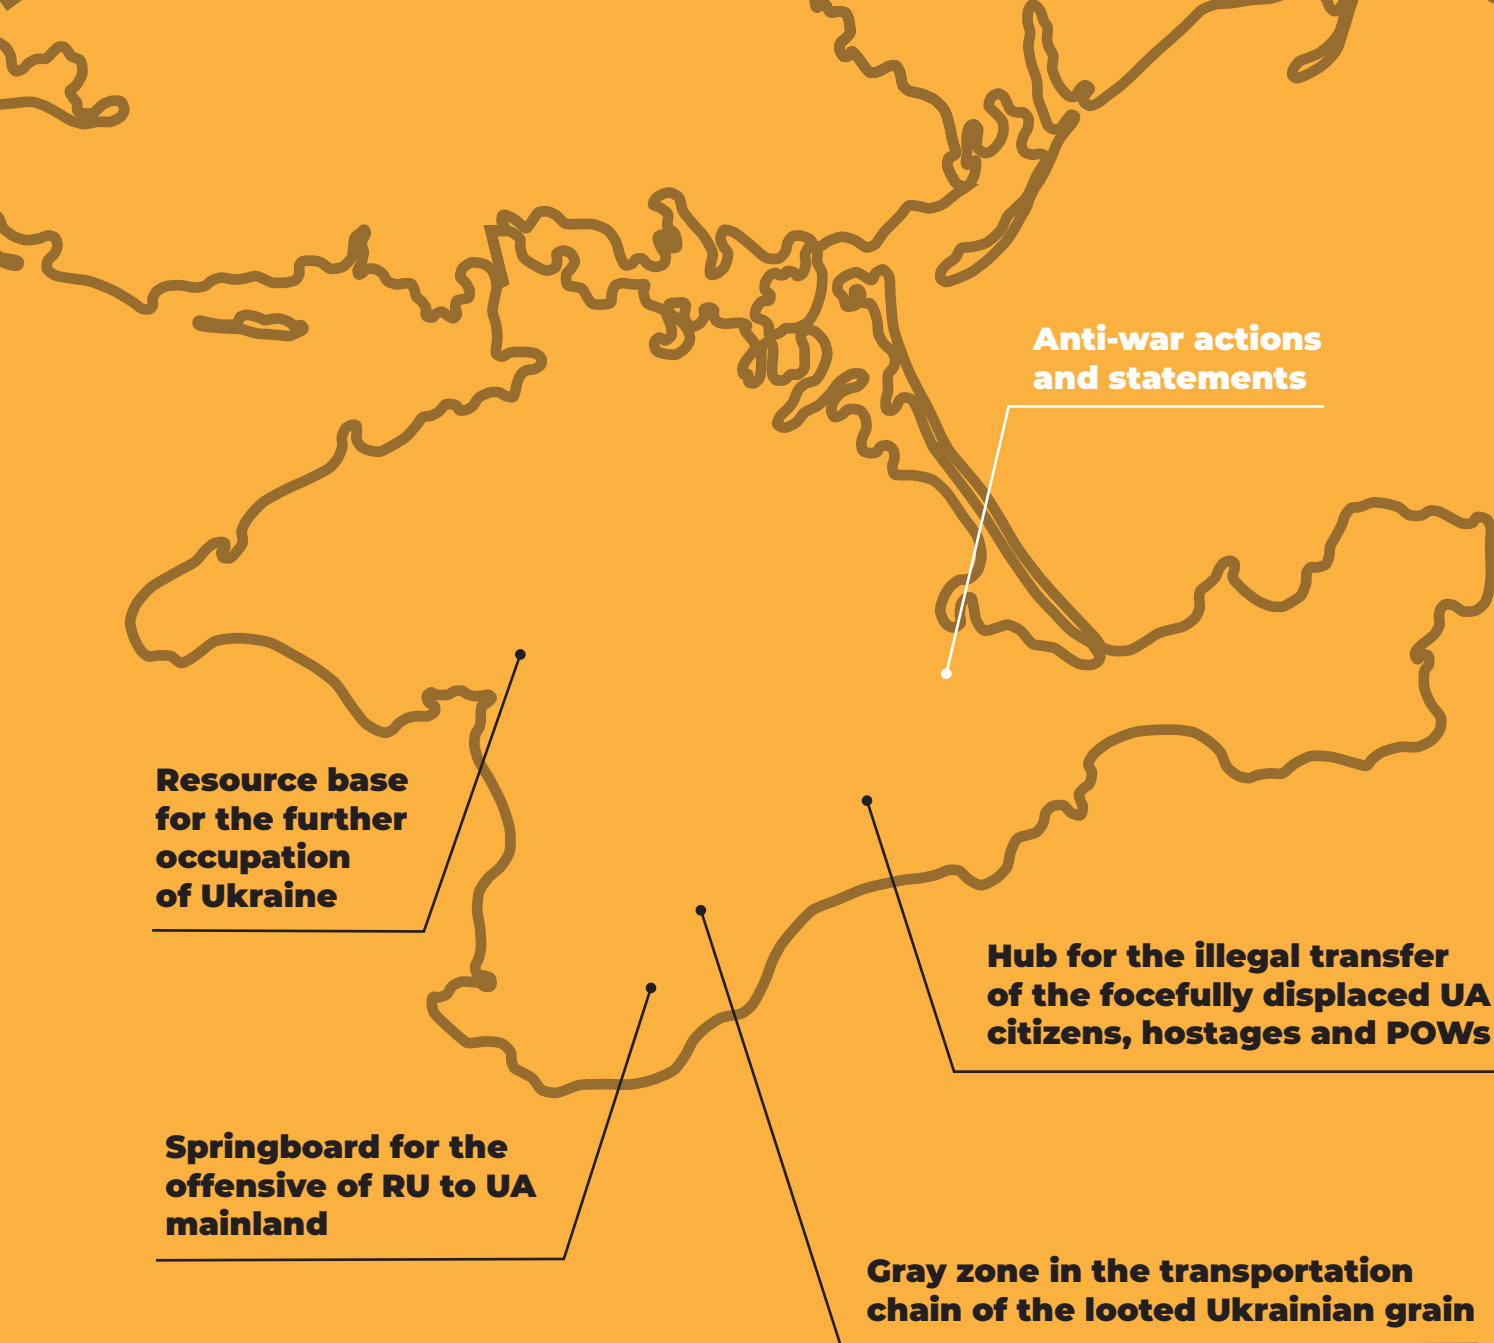 Anti-war actions
and statements
Resource base
for the further
occupation
of Ukraine
Hub for the illegal transfer
of the focefully displaced UA
citizens, hostages and POWs
Springboard for the
offensive of RU to UA
mainland
Gray zone in the transportation
chain of the looted Ukrainian grain